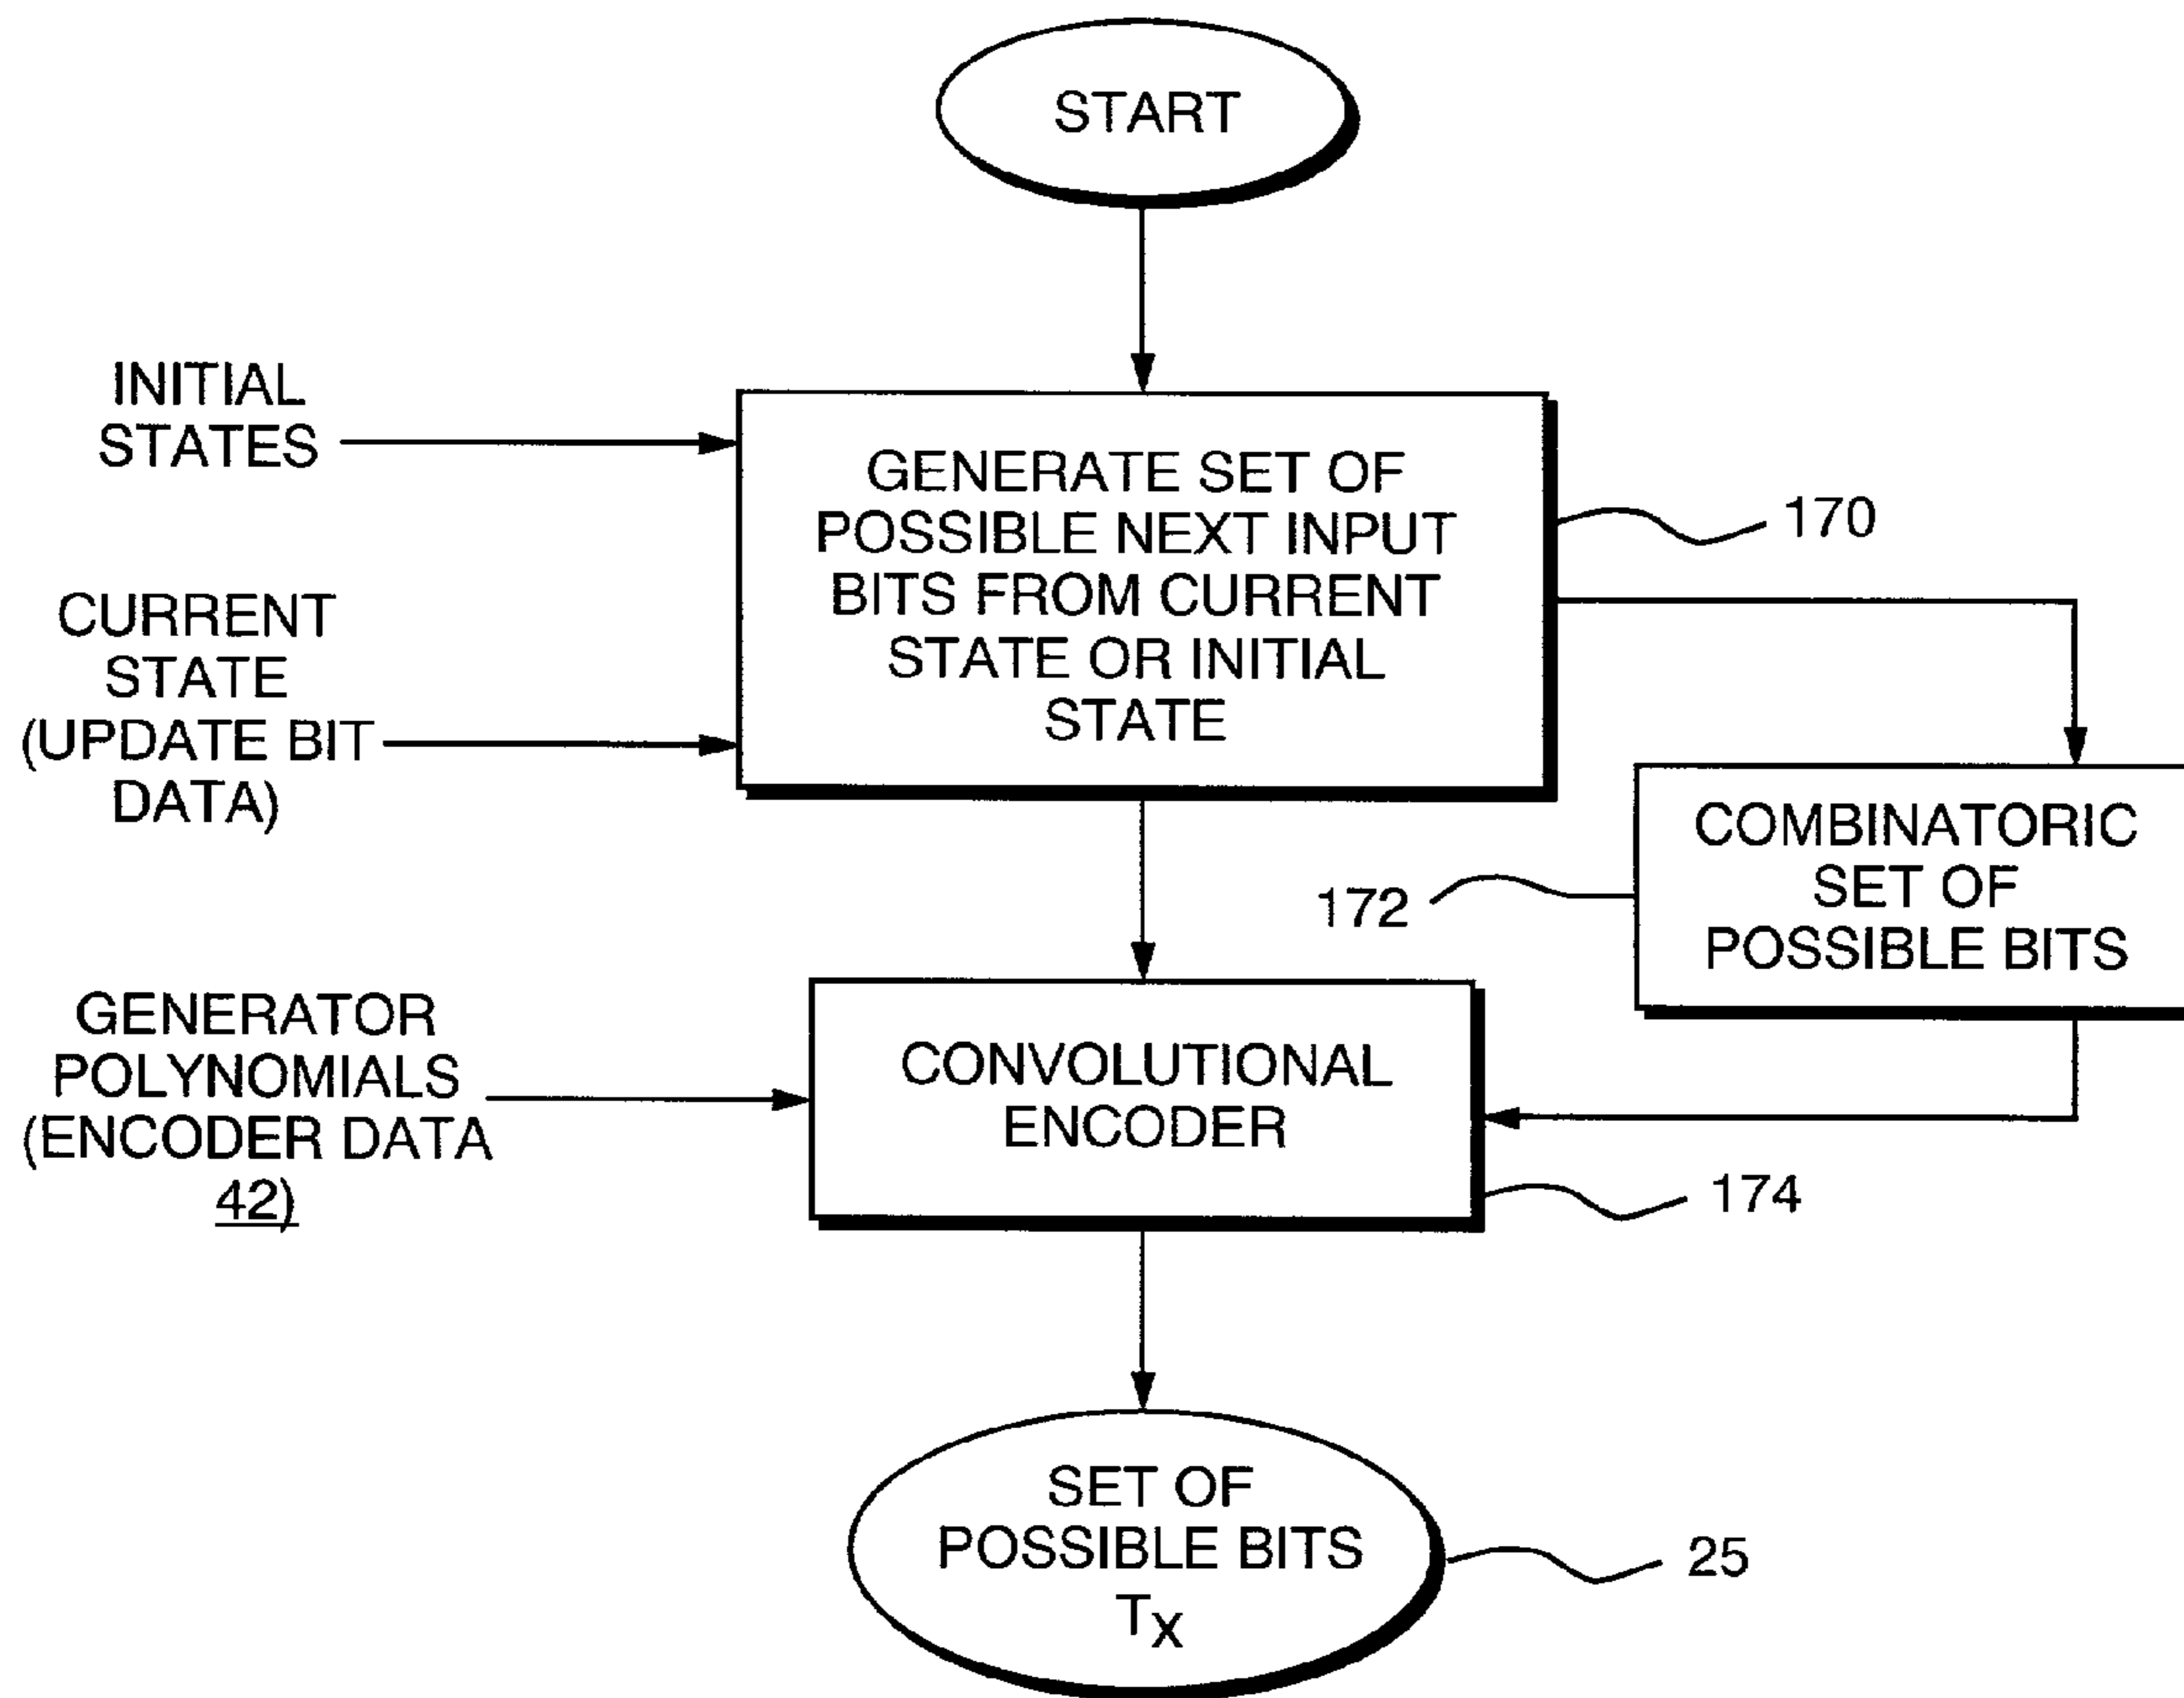 START
INITIAL
STATES
GENERATE SET OF
POSSIBLE NEXT INPUT
BITS FROM CURRENT
STATE OR INITIAL
STATE
170
CURRENT
STATE
(UPDATE BIT
DATA)
COMBINATORIC
SET OF
POSSIBLE BITS
172
GENERATOR
POLYNOMIALS
(ENCODER DATA
42)
CONVOLUTIONAL
ENCODER
174
SET OF
POSSIBLE BITS
TX
25